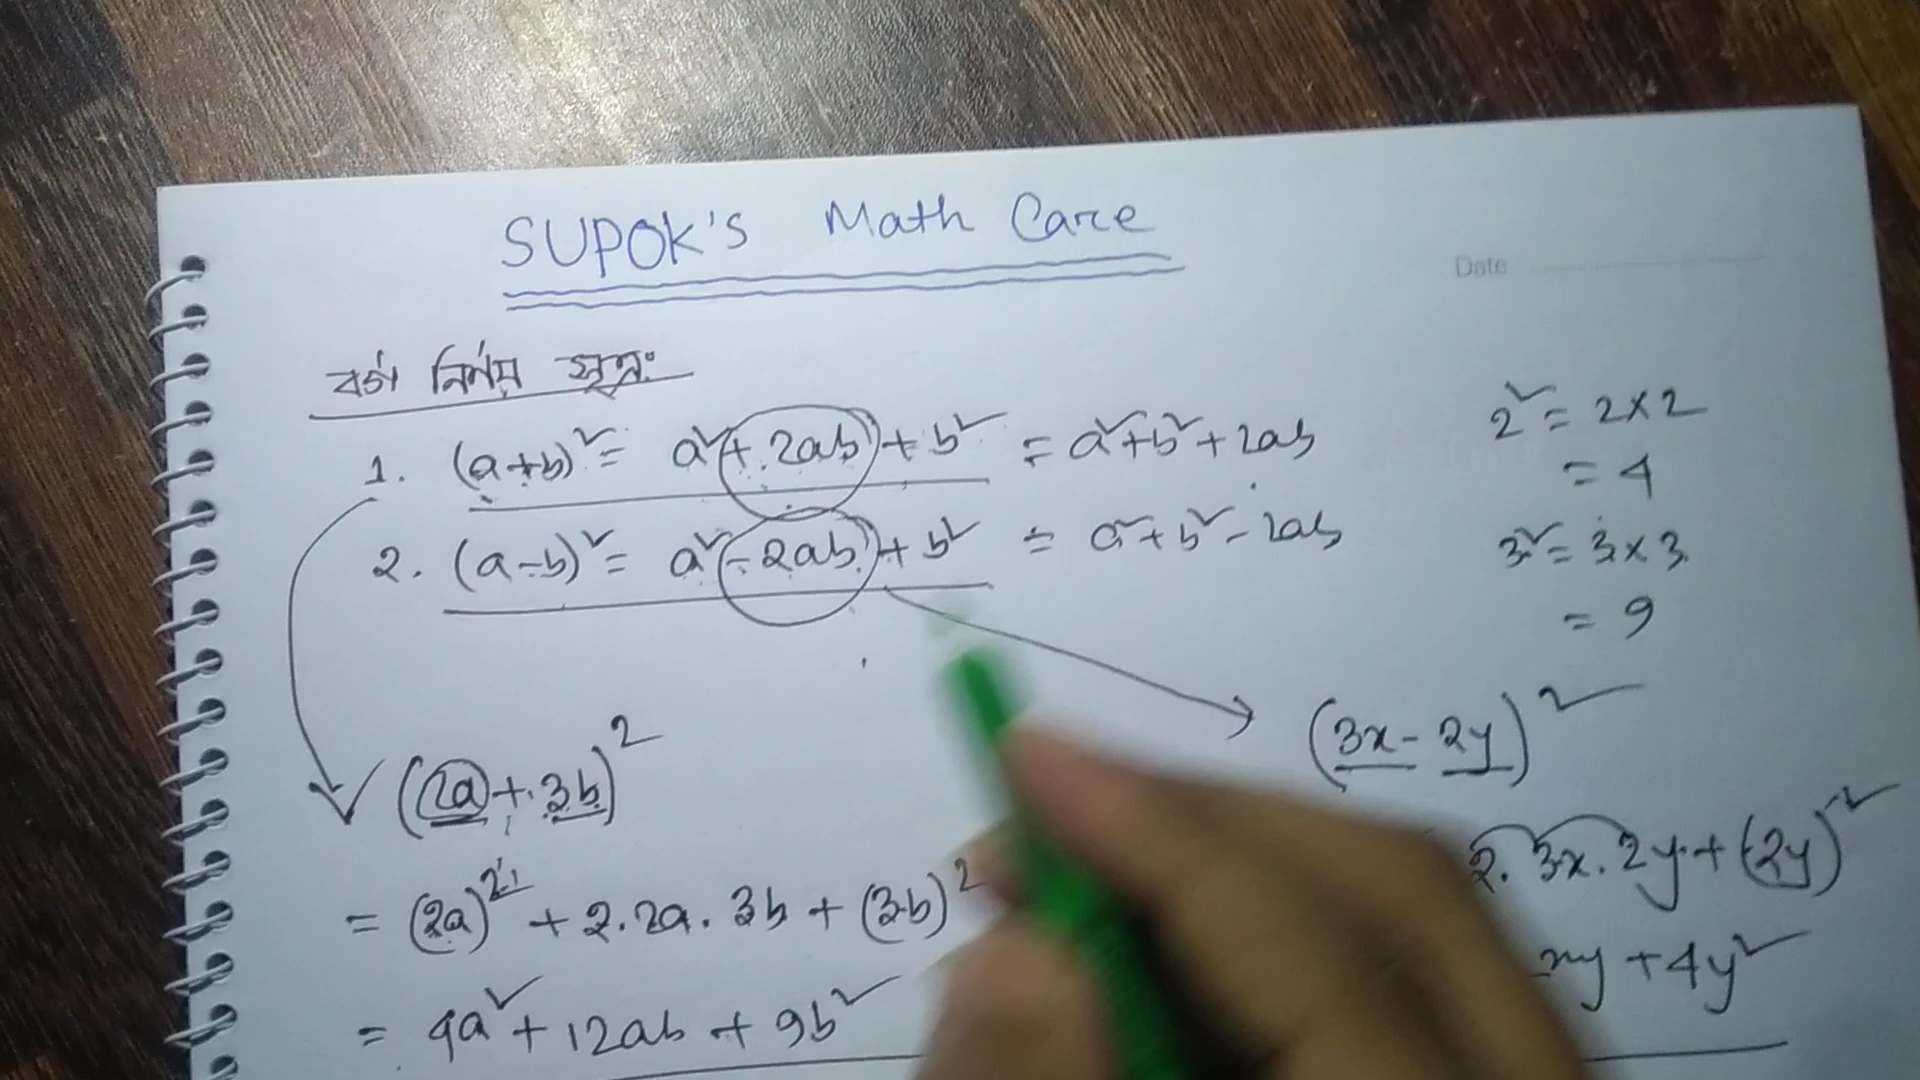 SUPOK's Math Care
Date
বর্গ নির্ণয় সূত্র:
1. (a+b)² = a² + 2ab + b² = a²+b²+2ab
2. (a-b)² = a² - 2ab + b² = a²+b²-2ab
2² = 2×2
= 4
3² = 3×3
= 9
(2a + 3b)²
= (2a)² + 2.2a.3b + (3b)²
= 4a² + 12ab + 9b²
(3x - 2y)²
2.3x.2y + (2y)²
xy + 4y²